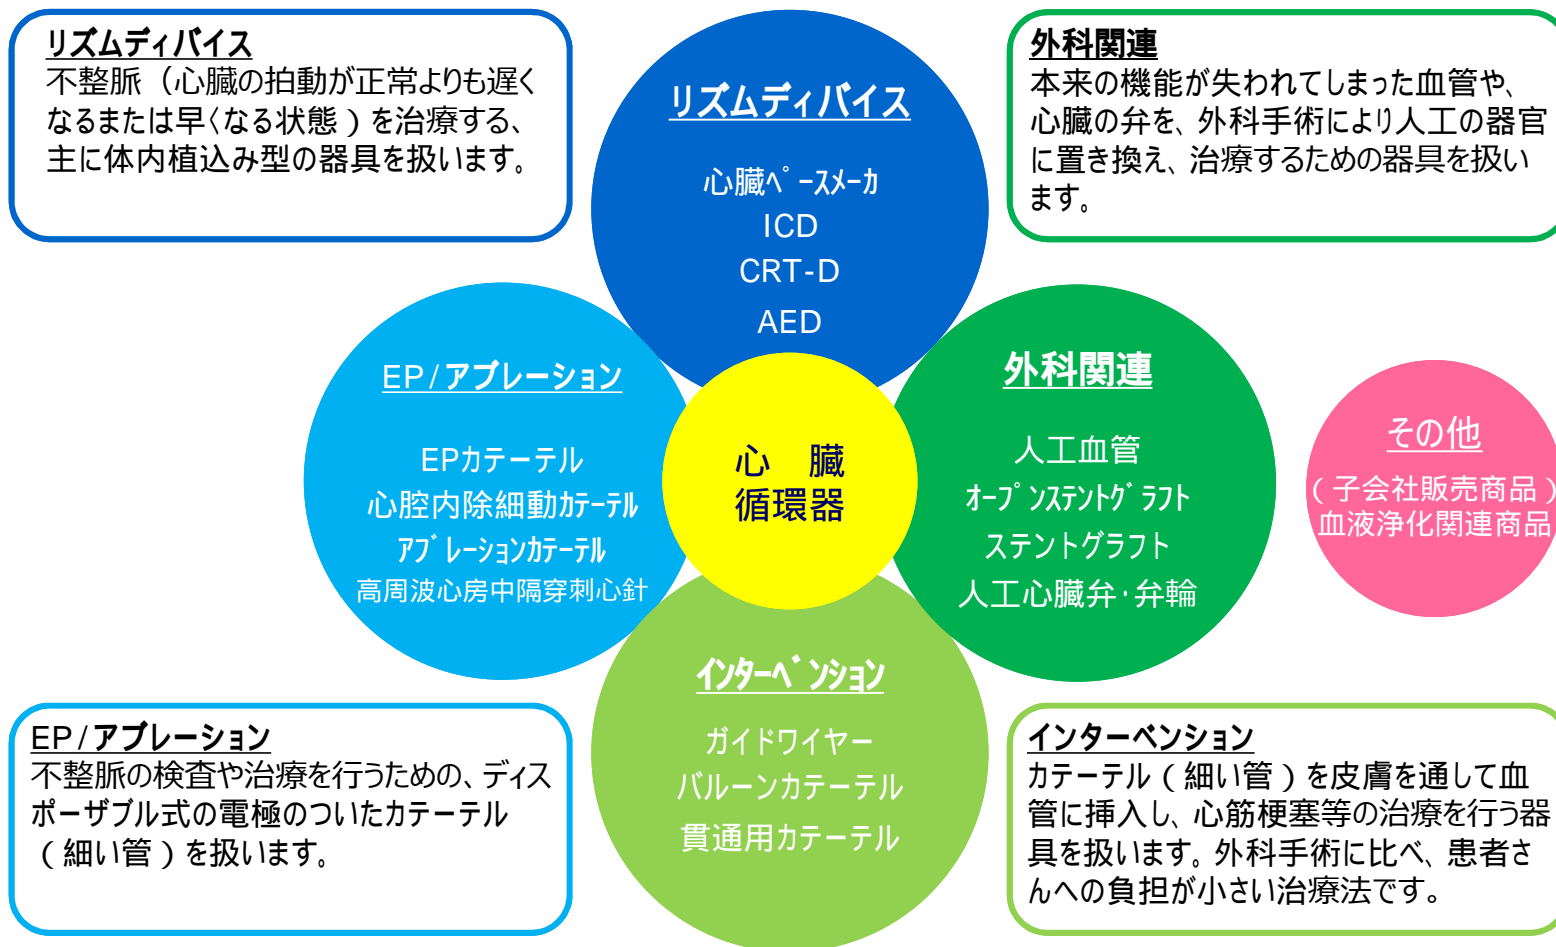 リズムディバイス
不整脈（心臓の拍動が正常よりも遅く
なるまたは早くなる状態）を治療する、
主に体内植込み型の器具を扱います。
リズムディバイス
心臓ﾍﾟｰｽﾒｰｶ
ICD
CRT-D
AED
外科関連
本来の機能が失われてしまった血管や、
心臓の弁を、外科手術により人工の器官
に置き換え、治療するための器具を扱い
ます。
EP/アブレーション
EPカテーテル
心腔内除細動ｶﾃｰﾃﾙ
ｱﾌﾞﾚｰｼｮﾝｶﾃｰﾃﾙ
高周波心房中隔穿刺心針
心　臓
循環器
外科関連
人工血管
ｵｰﾌﾟﾝｽﾃﾝﾄｸﾞﾗﾌﾄ
ステントグラフト
人工心臓弁･弁輪
その他
（子会社販売商品）
血液浄化関連商品
ｲﾝﾀｰﾍﾞﾝｼｮﾝ
ガイドワイヤー
バルーンカテーテル
貫通用カテーテル
EP/アブレーション
不整脈の検査や治療を行うための、ディス
ポーザブル式の電極のついたカテーテル
（細い管）を扱います。
インターベンション
カテーテル（細い管）を皮膚を通して血
管に挿入し、心筋梗塞等の治療を行う器
具を扱います。外科手術に比べ、患者さ
んへの負担が小さい治療法です。